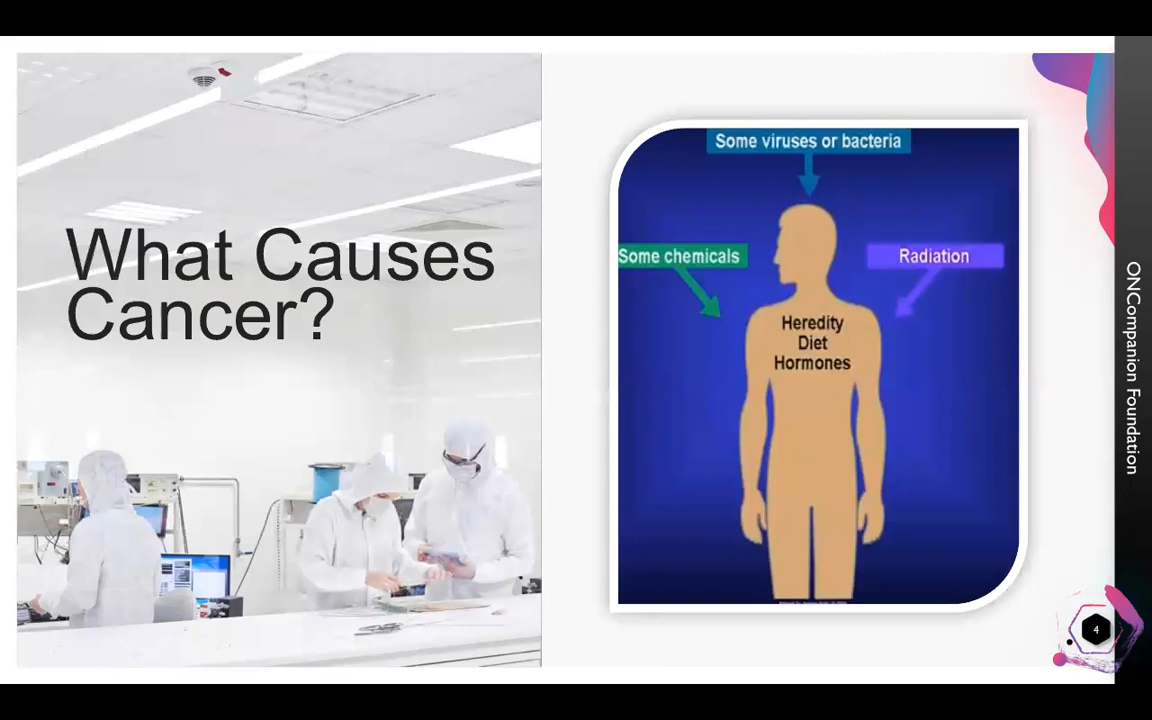 What Causes
Cancer?
Some viruses or bacteria
Some chemicals
Radiation
Heredity
Diet
Hormones
ONCompanion Foundation
4